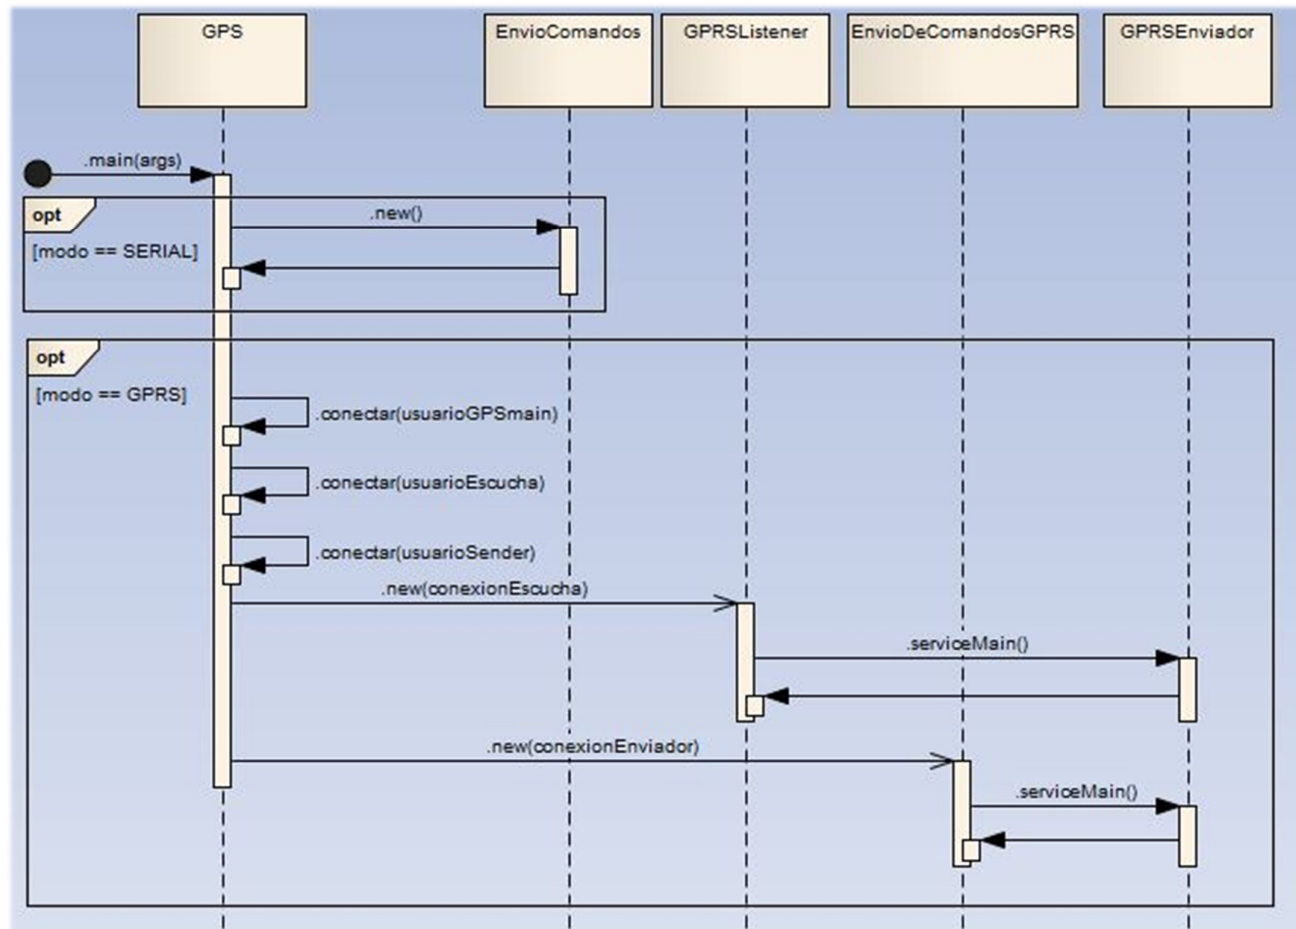 GPS
EnvioComandos
GPRSListener
EnvioDeComandosGPRS
GPRSEnviador
.main(args)
opt
.new()
[modo == SERIAL]
opt
[modo == GPRS]
.conectar(usuarioGPSmain)
.conectar(usuarioEscucha)
.conectar(usuarioSender)
.new(conexionEscucha)
.serviceMain()
.new(conexionEnviador)
.serviceMain()